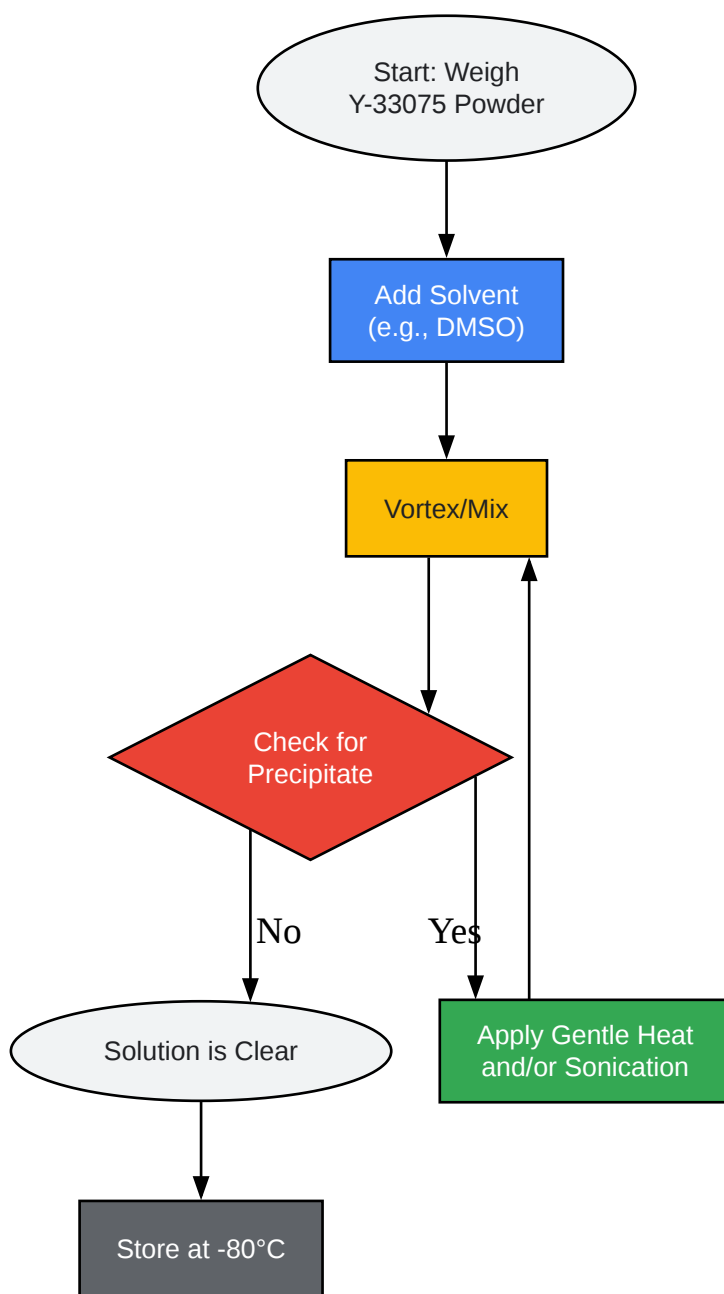 Start: Weigh
Y-33075 Powder
Add Solvent
(e.g., DMSO)
Vortex/Mix
Check for
Precipitate
No
Yes
Solution is Clear
Apply Gentle Heat
and/or Sonication
Store at -80°C